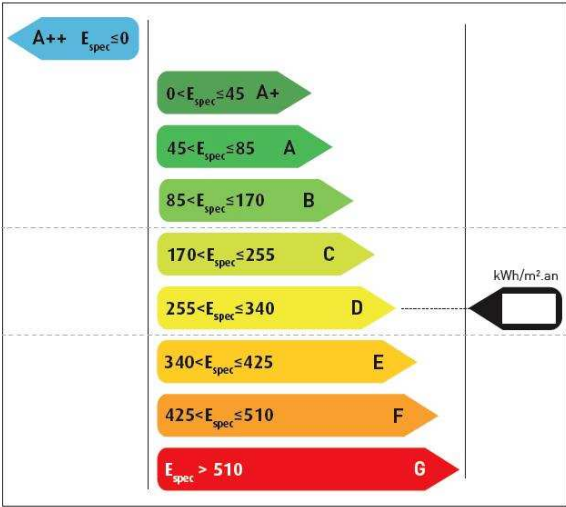 A++ Espec≤0
0<Espec≤45 A+
45<Espec≤85 A
85<Espec≤170 B
170<Espec≤255 C
kWh/m².an
255<Espec≤340 D
340<Espec≤425 E
425<Espec≤510 F
Espec > 510 G